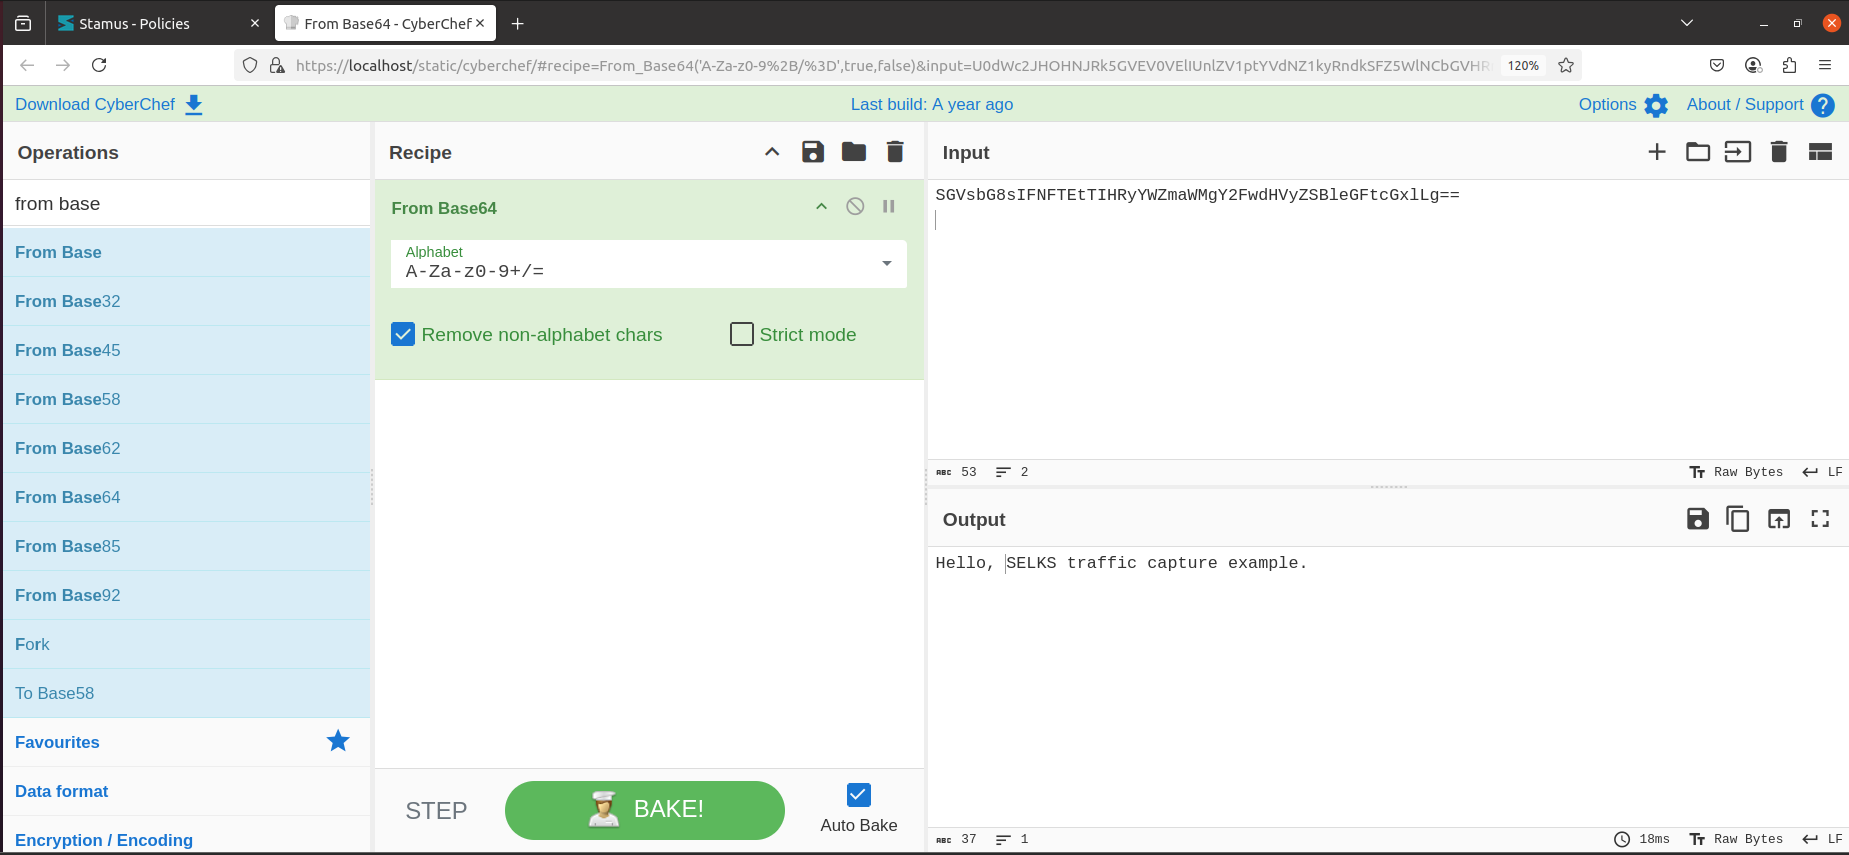 Stamus - Policies
From Base64 - CyberChef
https://localhost/static/cyberchef/#recipe=From_Base64('A-Za-z0-9%2B/%3D',true,false)&input=U0dWc2JHOHNJRk5GVEV0VElIUnlZV1ptYVdNZ1kyRndkSFZ5WlNCbGVHR
120%
Download CyberChef
Last build: A year ago
Options
About / Support
Operations
Recipe
Input
from base
From Base
From Base32
From Base45
From Base58
From Base62
From Base64
From Base85
From Base92
Fork
To Base58
Favourites
Data format
Encryption / Encoding
From Base64
Alphabet
A-Za-z0-9+/=
Remove non-alphabet chars
Strict mode
STEP
BAKE!
Auto Bake
SGVsbG8sIFNFTEtTIHRyYWZmaWMgY2FwdHVyZSBleGFtcGxlLg==
ABC 53 2
Raw Bytes LF
Output
Hello, SELKS traffic capture example.
ABC 37 1
18ms Raw Bytes LF